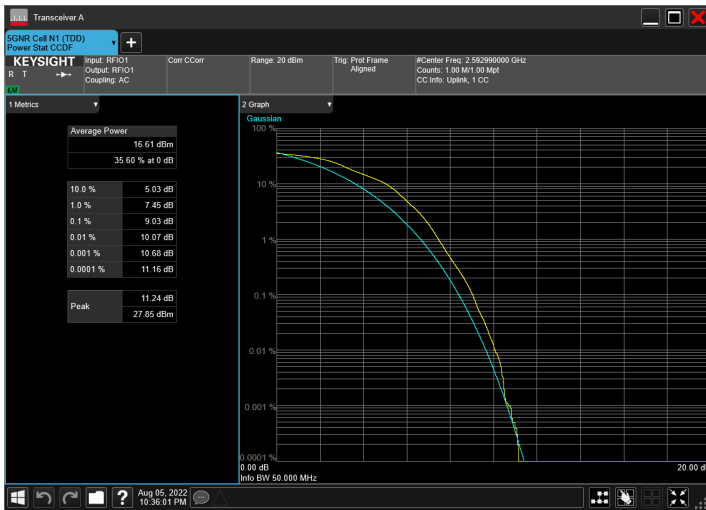 Transceiver A
5GNR Cell N1 (TDD)
Power Stat CCDF
KEYSIGHT
R T
LXI
Input: RFIO1
Output: RFIO1
Coupling: AC
Corr CCorr
Range: 20 dBm
Trig: Prot Frame
Aligned
#Center Freq: 2.592990000 GHz
Counts: 1.00 M/1.00 Mpt
CC Info: Uplink, 1 CC
1 Metrics
Average Power
16.61 dBm
35.60 % at 0 dB
10.0 % 5.03 dB
1.0 % 7.45 dB
0.1 % 9.03 dB
0.01 % 10.07 dB
0.001 % 10.68 dB
0.0001 % 11.16 dB
Peak
11.24 dB
27.85 dBm
2 Graph
Gaussian
100 %
10 %
1 %
0.1 %
0.01 %
0.001 %
0.0001 %
0.00 dB
20.00 d
Info BW 50.000 MHz
?
Aug 05, 2022
10:36:01 PM